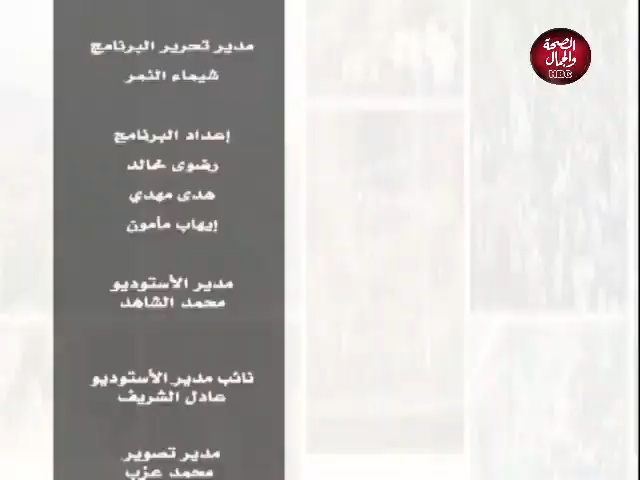 مدير تحرير البرنامج
شيماء النمر
إعداد البرنامج
رضوى خالد
هدى مهدي
إيهاب مأمون
مدير الأستوديو
محمد الشاهد
نائب مدير الأستوديو
عادل الشريف
مدير تصوير
محمد عزب
الصحة
والجمال
HBC